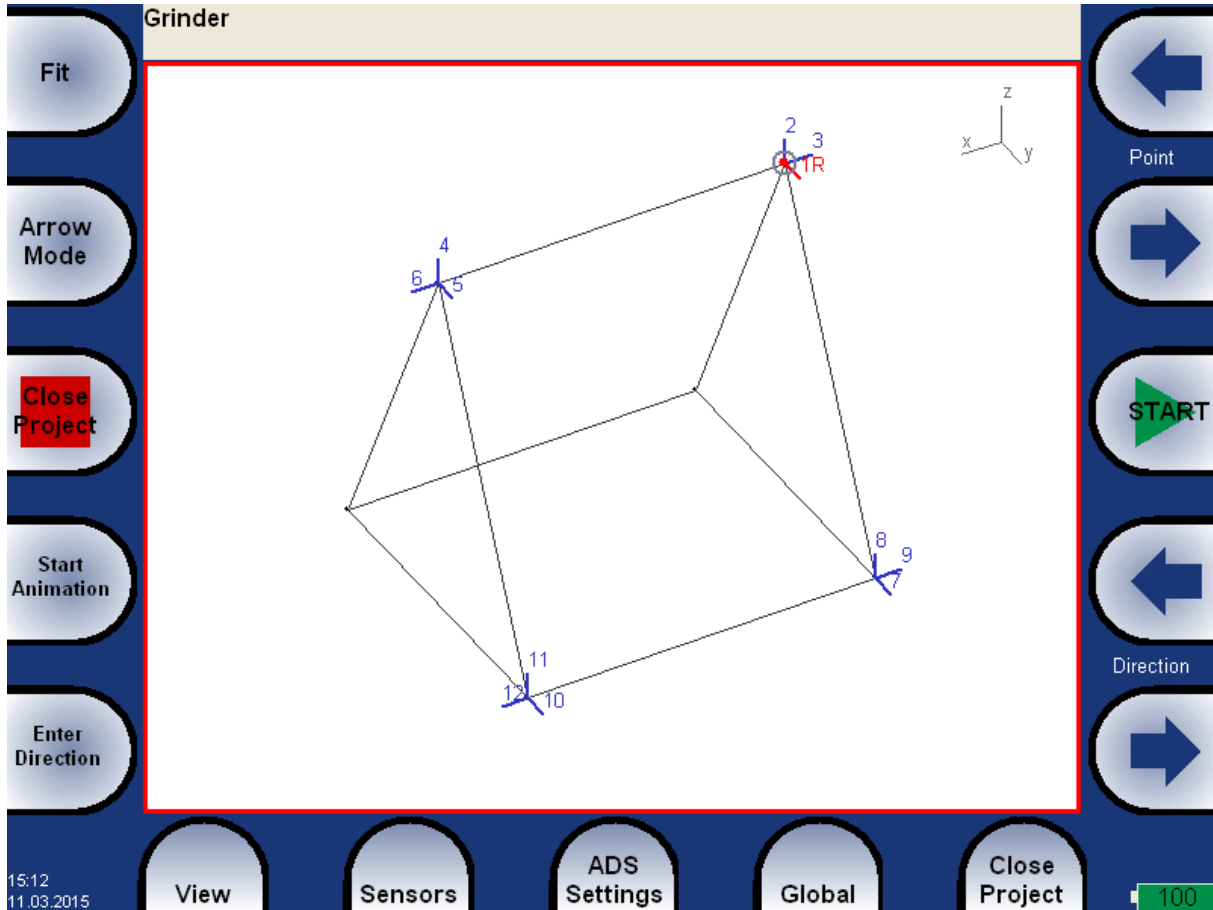 Grinder
Fit
Arrow
Mode
Close
Project
Start
Animation
Enter
Direction
2
3
1R
4
6
5
8
9
7
11
12
10
z
x
y
Point
START
Direction
15:12
11.03.2015
View
Sensors
ADS
Settings
Global
Close
Project
100